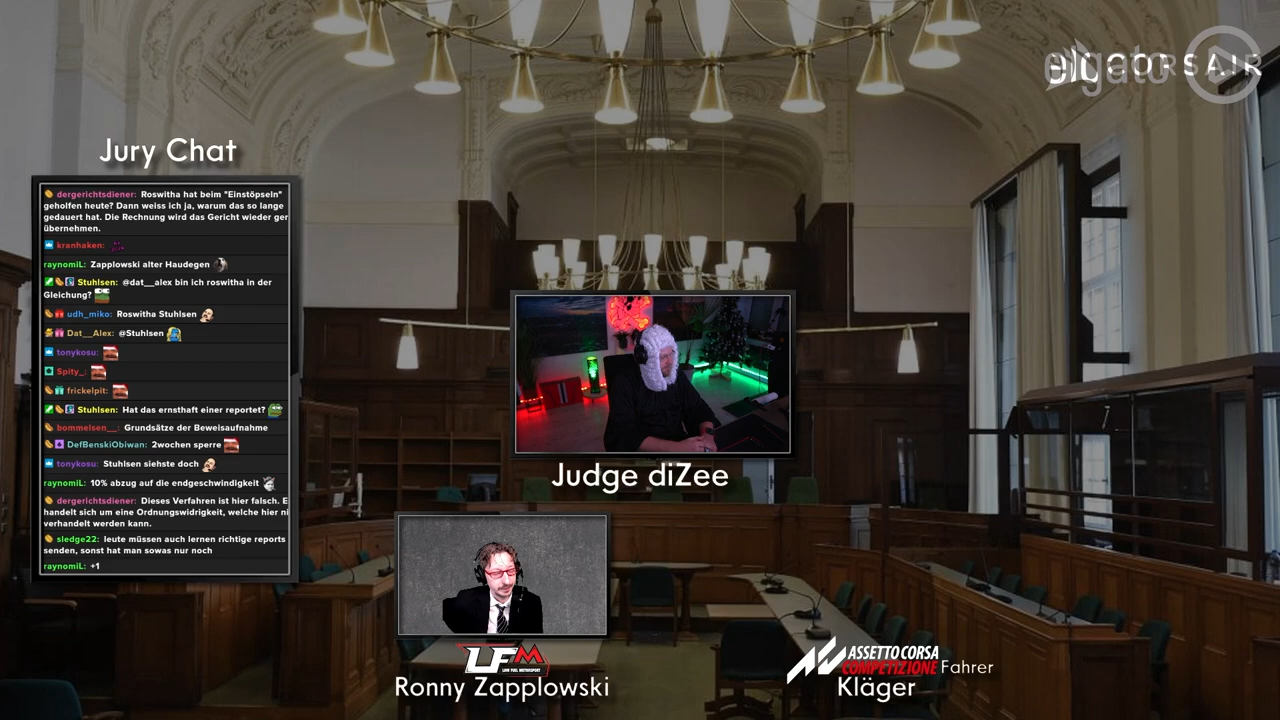 elgato CORSAIR
Jury Chat
dergerichtsdiener: Roswitha hat beim "Einstöpseln"
geholfen heute? Dann weiss ich ja, warum das so lange
gedauert hat. Die Rechnung wird das Gericht wieder ger
übernehmen.
kranhaken:
raynomiL: Zapplowski alter Haudegen
Stuhlsen: @dat__alex bin ich roswitha in der
Gleichung?
udh_miko: Roswitha Stuhlsen
Dat__Alex: @Stuhlsen
tonykosu:
Spity_:
frickelpit:
Stuhlsen: Hat das ernsthaft einer reportet?
bommelsen__: Grundsätze der Beweisaufnahme
DefBenskiObiwan: 2wochen sperre
tonykosu: Stuhlsen siehste doch
raynomiL: 10% abzug auf die endgeschwindigkeit
dergerichtsdiener: Dieses Verfahren ist hier falsch. E
handelt sich um eine Ordnungswidrigkeit, welche hier ni
verhandelt werden kann.
sledge22: leute müssen auch lernen richtige reports
senden, sonst hat man sowas nur noch
raynomiL: +1
Judge diZee
LFM
LOW FUEL MOTORSPORT
Ronny Zapplowski
ASSETTO CORSA
COMPETIZIONE Fahrer
Kläger